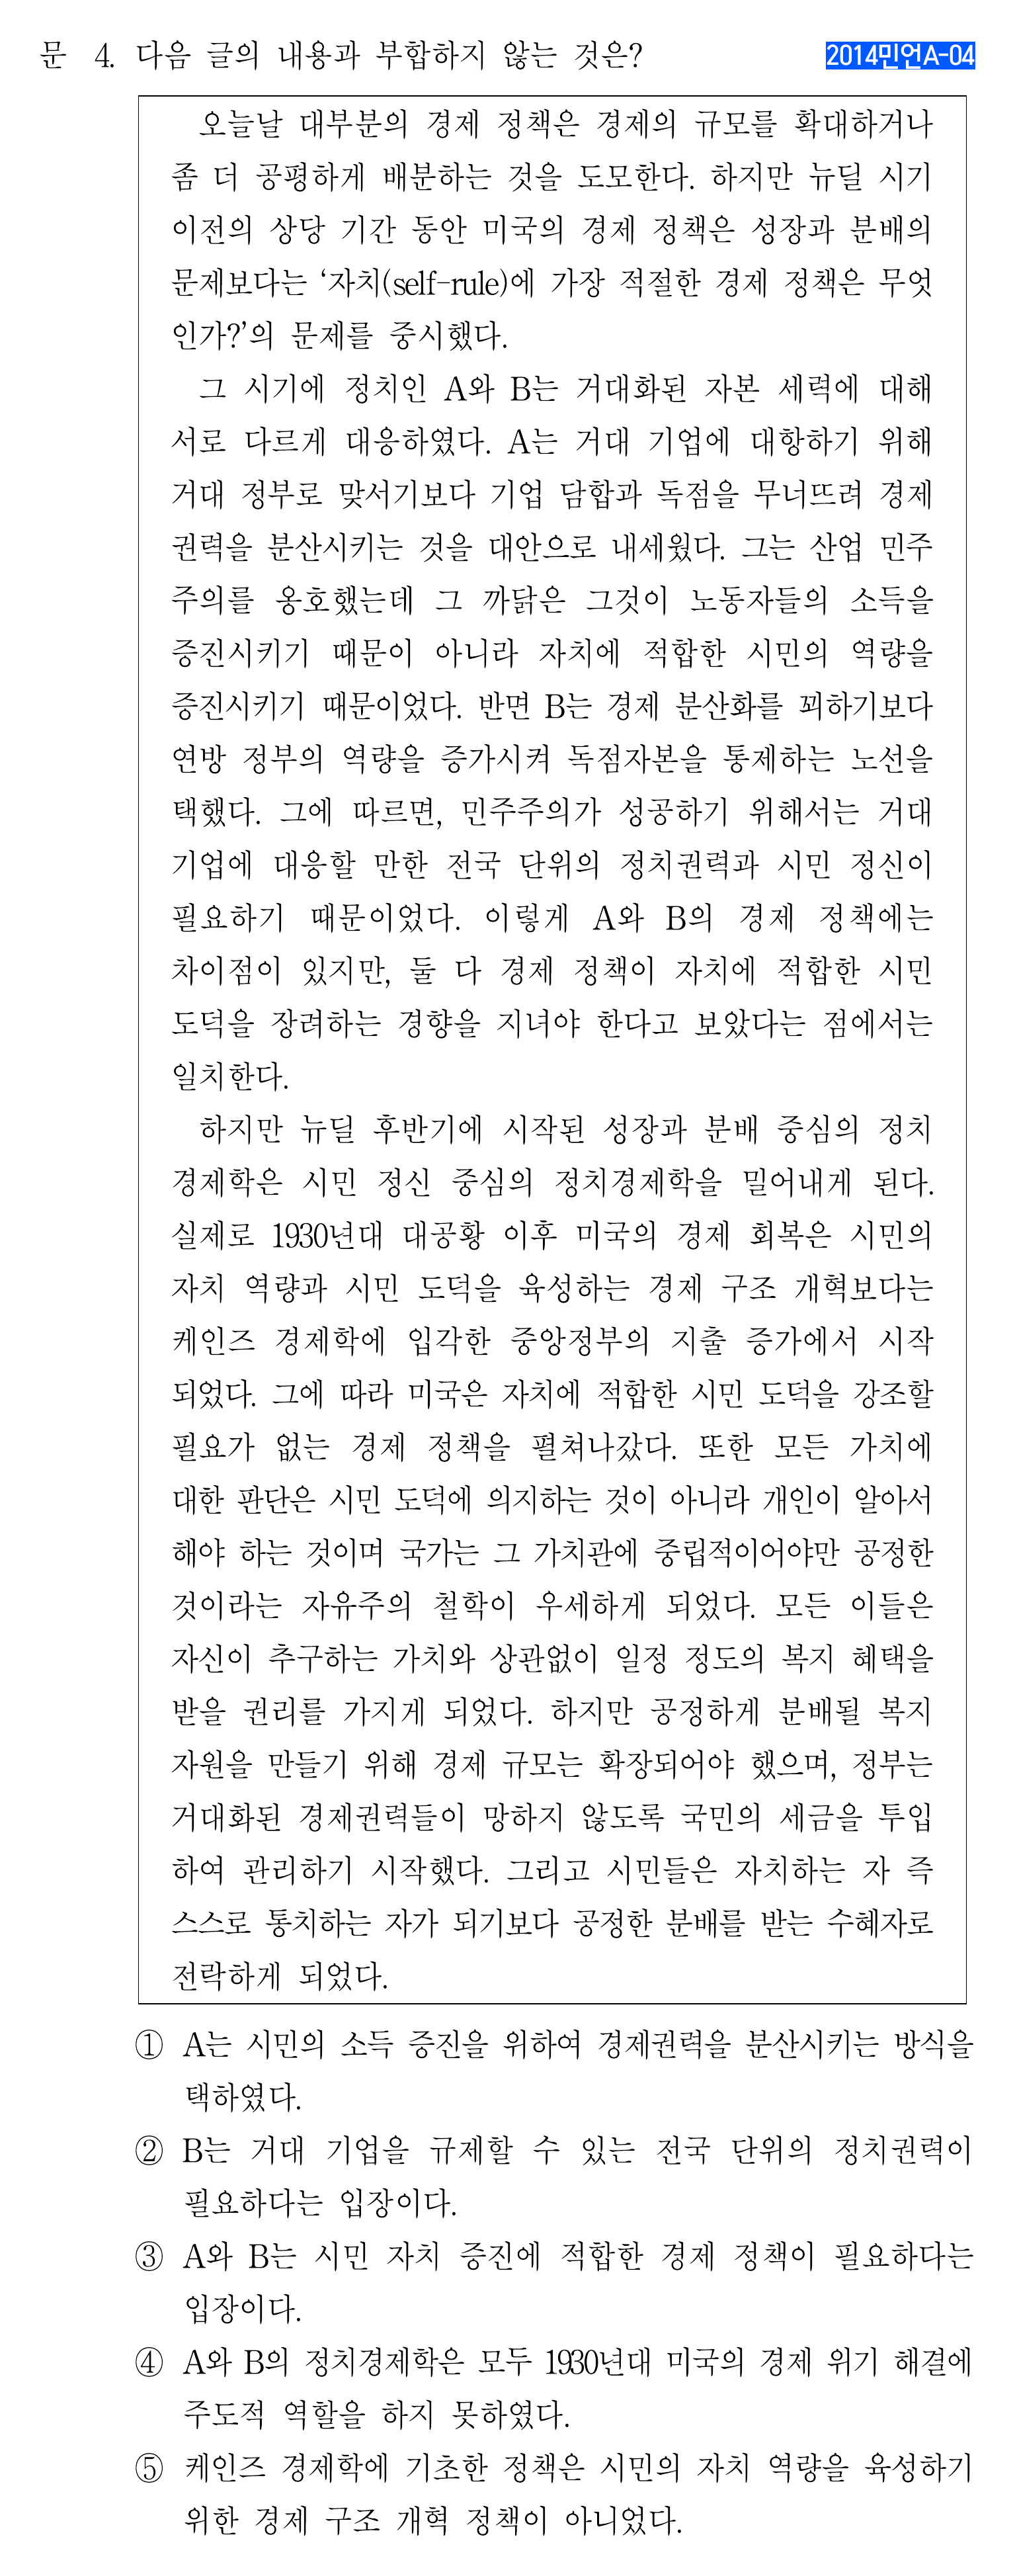 문 4. 다음 글의 내용과 부합하지 않는 것은? 2014민언A-04
오늘날 대부분의 경제 정책은 경제의 규모를 확대하거나
좀 더 공평하게 배분하는 것을 도모한다. 하지만 뉴딜 시기
이전의 상당 기간 동안 미국의 경제 정책은 성장과 분배의
문제보다는 ‘자치(self-rule)에 가장 적절한 경제 정책은 무엇
인가?’의 문제를 중시했다.
그 시기에 정치인 A와 B는 거대화된 자본 세력에 대해
서로 다르게 대응하였다. A는 거대 기업에 대항하기 위해
거대 정부로 맞서기보다 기업 담합과 독점을 무너뜨려 경제
권력을 분산시키는 것을 대안으로 내세웠다. 그는 산업 민주
주의를 옹호했는데 그 까닭은 그것이 노동자들의 소득을
증진시키기 때문이 아니라 자치에 적합한 시민의 역량을
증진시키기 때문이었다. 반면 B는 경제 분산화를 꾀하기보다
연방 정부의 역량을 증가시켜 독점자본을 통제하는 노선을
택했다. 그에 따르면, 민주주의가 성공하기 위해서는 거대
기업에 대응할 만한 전국 단위의 정치권력과 시민 정신이
필요하기 때문이었다. 이렇게 A와 B의 경제 정책에는
차이점이 있지만, 둘 다 경제 정책이 자치에 적합한 시민
도덕을 장려하는 경향을 지녀야 한다고 보았다는 점에서는
일치한다.
하지만 뉴딜 후반기에 시작된 성장과 분배 중심의 정치
경제학은 시민 정신 중심의 정치경제학을 밀어내게 된다.
실제로 1930년대 대공황 이후 미국의 경제 회복은 시민의
자치 역량과 시민 도덕을 육성하는 경제 구조 개혁보다는
케인즈 경제학에 입각한 중앙정부의 지출 증가에서 시작
되었다. 그에 따라 미국은 자치에 적합한 시민 도덕을 강조할
필요가 없는 경제 정책을 펼쳐나갔다. 또한 모든 가치에
대한 판단은 시민 도덕에 의지하는 것이 아니라 개인이 알아서
해야 하는 것이며 국가는 그 가치관에 중립적이어야만 공정한
것이라는 자유주의 철학이 우세하게 되었다. 모든 이들은
자신이 추구하는 가치와 상관없이 일정 정도의 복지 혜택을
받을 권리를 가지게 되었다. 하지만 공정하게 분배될 복지
자원을 만들기 위해 경제 규모는 확장되어야 했으며, 정부는
거대화된 경제권력들이 망하지 않도록 국민의 세금을 투입
하여 관리하기 시작했다. 그리고 시민들은 자치하는 자 즉
스스로 통치하는 자가 되기보다 공정한 분배를 받는 수혜자로
전락하게 되었다.
① A는 시민의 소득 증진을 위하여 경제권력을 분산시키는 방식을
택하였다.
② B는 거대 기업을 규제할 수 있는 전국 단위의 정치권력이
필요하다는 입장이다.
③ A와 B는 시민 자치 증진에 적합한 경제 정책이 필요하다는
입장이다.
④ A와 B의 정치경제학은 모두 1930년대 미국의 경제 위기 해결에
주도적 역할을 하지 못하였다.
⑤ 케인즈 경제학에 기초한 정책은 시민의 자치 역량을 육성하기
위한 경제 구조 개혁 정책이 아니었다.